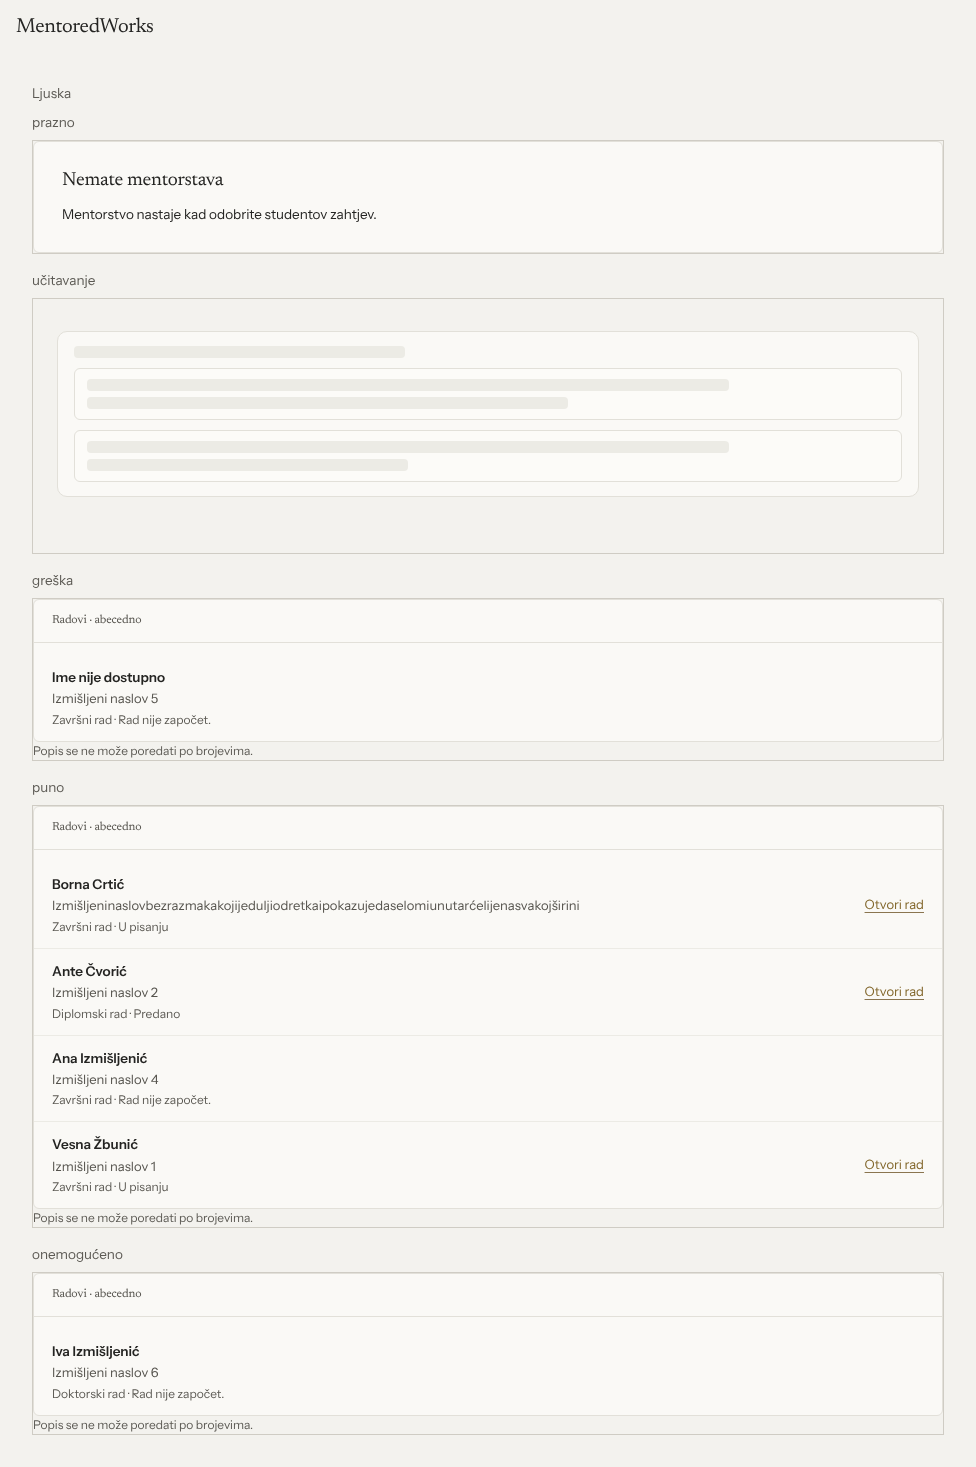 MentoredWorks
Ljuska
prazno
Nemate mentorstava
Mentorstvo nastaje kad odobrite studentov zahtjev.
učitavanje
greška
Radovi · abecedno
Ime nije dostupno
Izmišljeni naslov 5
Završni rad · Rad nije započet.
Popis se ne može poredati po brojevima.
puno
Radovi · abecedno
Borna Crtić
Izmišljeninaslovbezrazmakakojijeduljiodretkaipokazujedaselomiunutarćelijenasvakojširini
Otvori rad
Završni rad · U pisanju
Ante Čvorić
Izmišljeni naslov 2
Otvori rad
Diplomski rad · Predano
Ana Izmišljenić
Izmišljeni naslov 4
Završni rad · Rad nije započet.
Vesna Žbunić
Izmišljeni naslov 1
Otvori rad
Završni rad · U pisanju
Popis se ne može poredati po brojevima.
onemogućeno
Radovi · abecedno
Iva Izmišljenić
Izmišljeni naslov 6
Doktorski rad · Rad nije započet.
Popis se ne može poredati po brojevima.